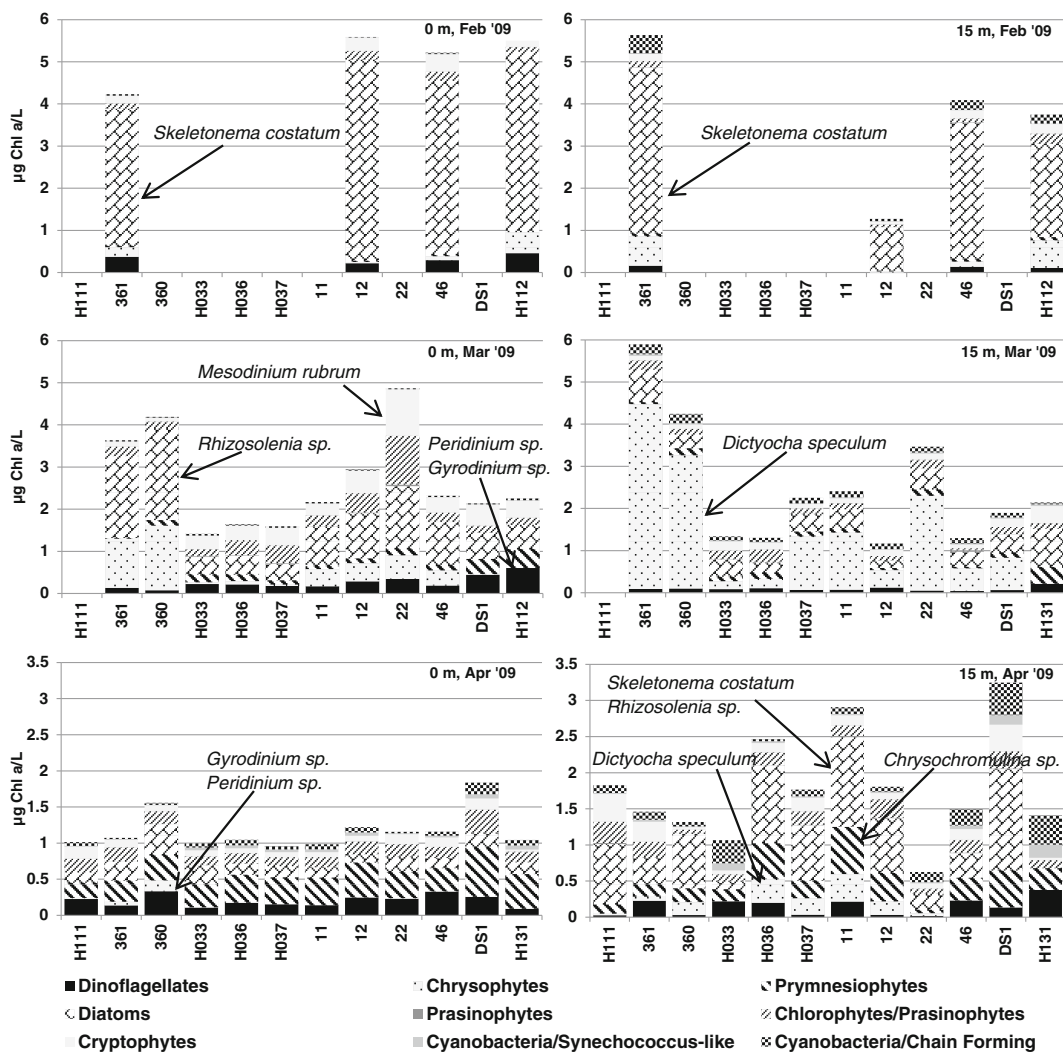 0 m, Feb '09
µg Chl a/L
6
5
4
3
2
1
0
Skeletonema costatum
H111 361 360 H033 H036 H037 11 12 22 46 DS1 H112
15 m, Feb '09
6
5
4
3
2
1
0
Skeletonema costatum
H111 361 360 H033 H036 H037 11 12 22 46 DS1 H112
0 m, Mar '09
µg Chl a/L
6
5
4
3
2
1
0
Mesodinium rubrum
Rhizosolenia sp.
Peridinium sp.
Gyrodinium sp.
H111 361 360 H033 H036 H037 11 12 22 46 DS1 H112
15 m, Mar '09
6
5
4
3
2
1
0
Dictyocha speculum
H111 361 360 H033 H036 H037 11 12 22 46 DS1 H131
0 m, Apr '09
µg Chl a/L
3.5
3
2.5
2
1.5
1
0.5
0
Gyrodinium sp.
Peridinium sp.
H111 361 360 H033 H036 H037 11 12 22 46 DS1 H131
15 m, Apr '09
3.5
3
2.5
2
1.5
1
0.5
0
Skeletonema costatum
Rhizosolenia sp.
Dictyocha speculum
Chrysochromulina sp.
H111 361 360 H033 H036 H037 11 12 22 46 DS1 H131
Dinoflagellates Chrysophytes Prymnesiophytes
Diatoms Prasinophytes Chlorophytes/Prasinophytes
Cryptophytes Cyanobacteria/Synechococcus-like Cyanobacteria/Chain Forming